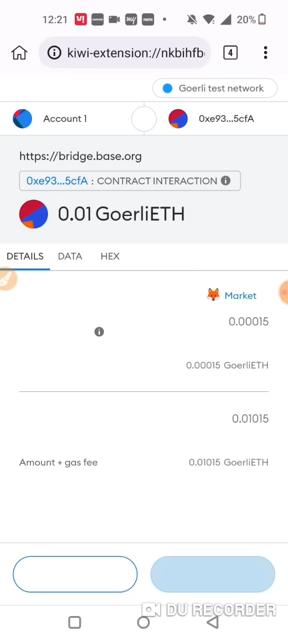 12:21
20%
kiwi-extension://nkbihfb
4
Goerli test network
Account 1
0xe93...5cfA
https://bridge.base.org
0xe93...5cfA : CONTRACT INTERACTION
0.01 GoerliETH
DETAILS
DATA
HEX
Market
0.00015
0.00015 GoerliETH
0.01015
Amount + gas fee
0.01015 GoerliETH
DU RECORDER